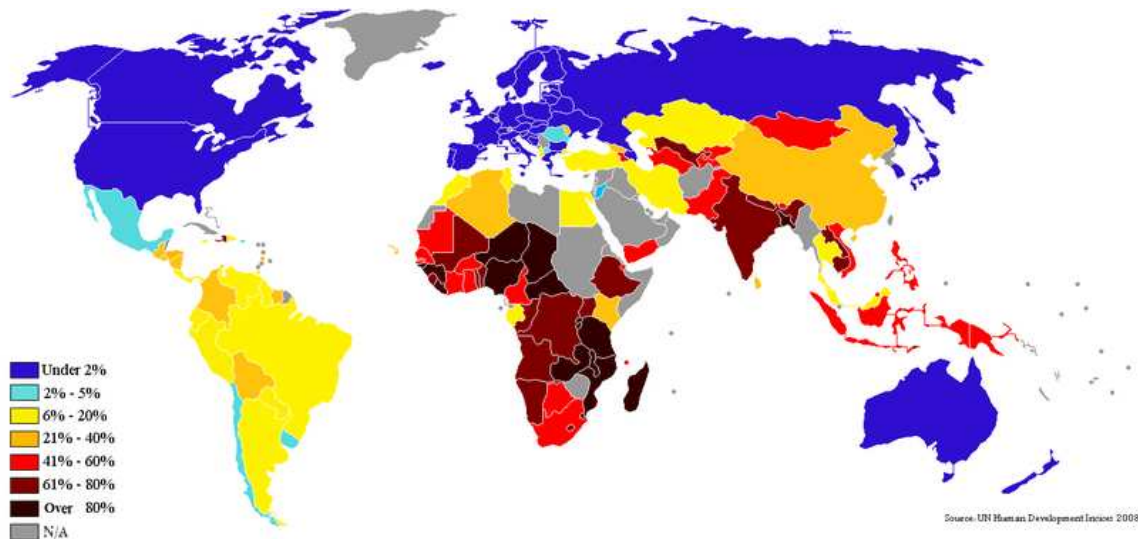 Under 2%
2% - 5%
6% - 20%
21% - 40%
41% - 60%
61% - 80%
Over 80%
N/A
Source: UN Human Development Indices 2008